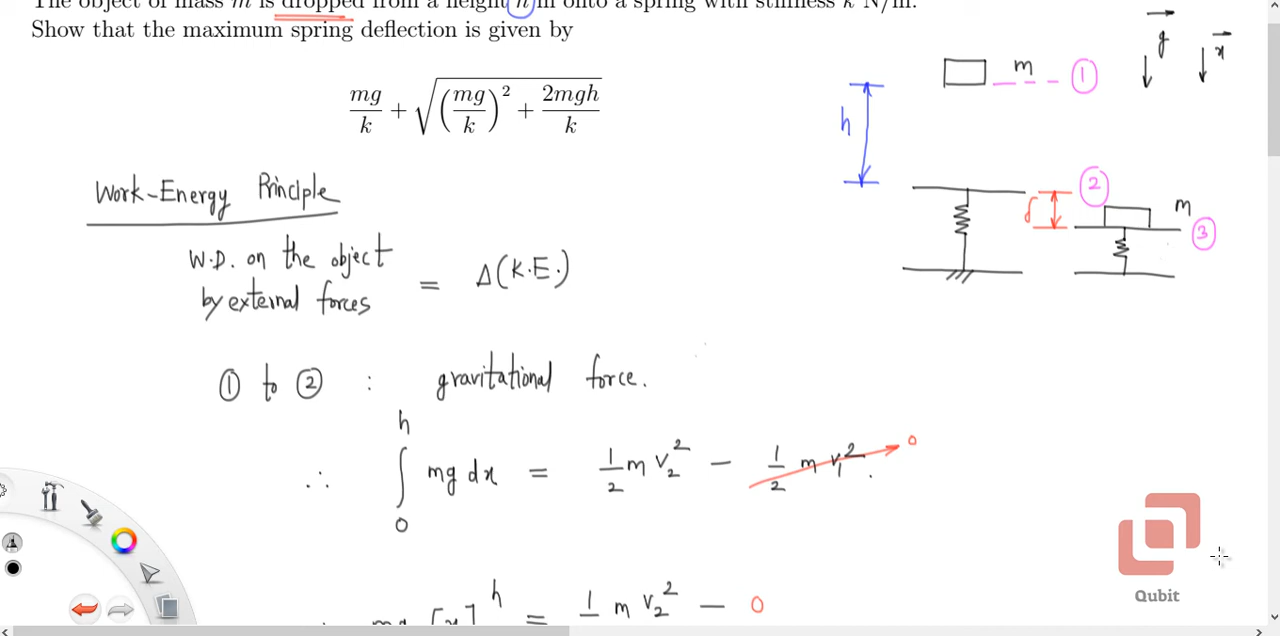 The object of mass m is dropped from a height h m onto a spring with stiffness k N/m.
Show that the maximum spring deflection is given by
mg/k + √((mg/k)² + 2mgh/k)
Work-Energy Principle
W.D. on the object by external forces = Δ(K.E.)
① to ② : gravitational force.
∴ ∫₀ʰ mg dx = ½ m v₂² − ½ m v₁² → 0
[x]ʰ = ½ m v₂² − 0
m ①
g x
h
δ ② m
③
Qubit